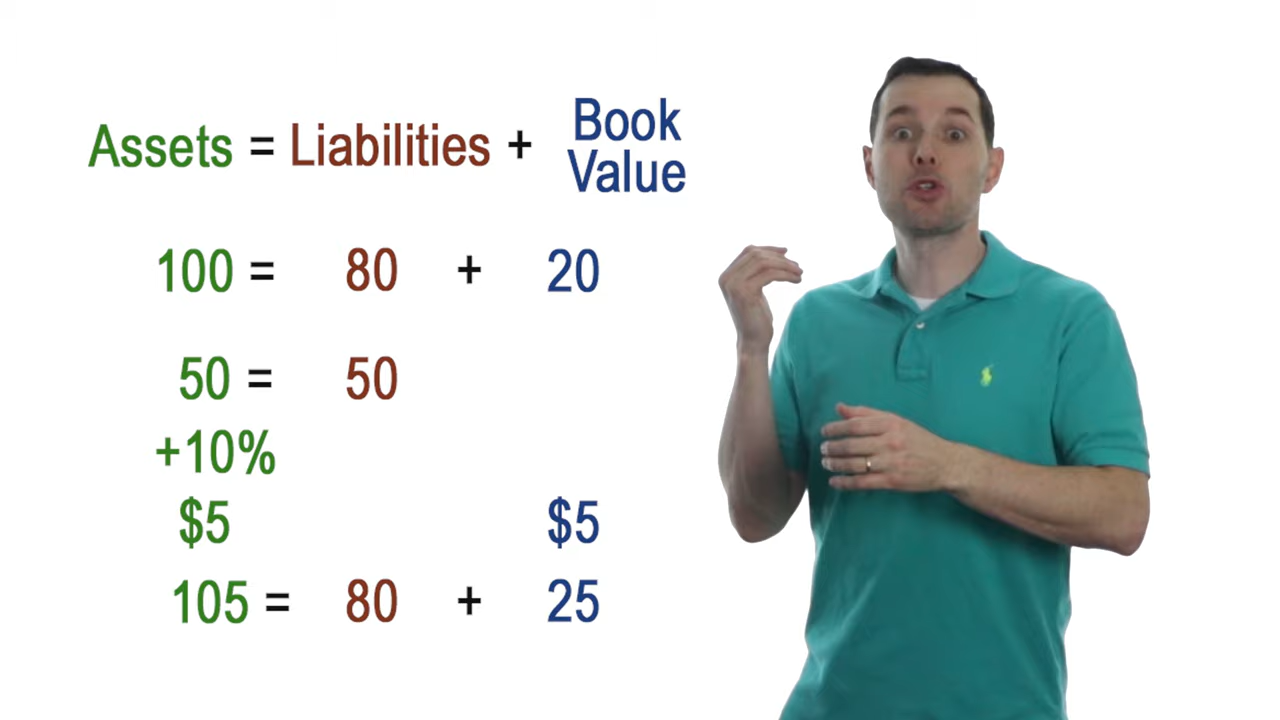 Assets = Liabilities + Book Value
100 = 80 + 20
50 = 50
+10%
$5 $5
105 = 80 + 25